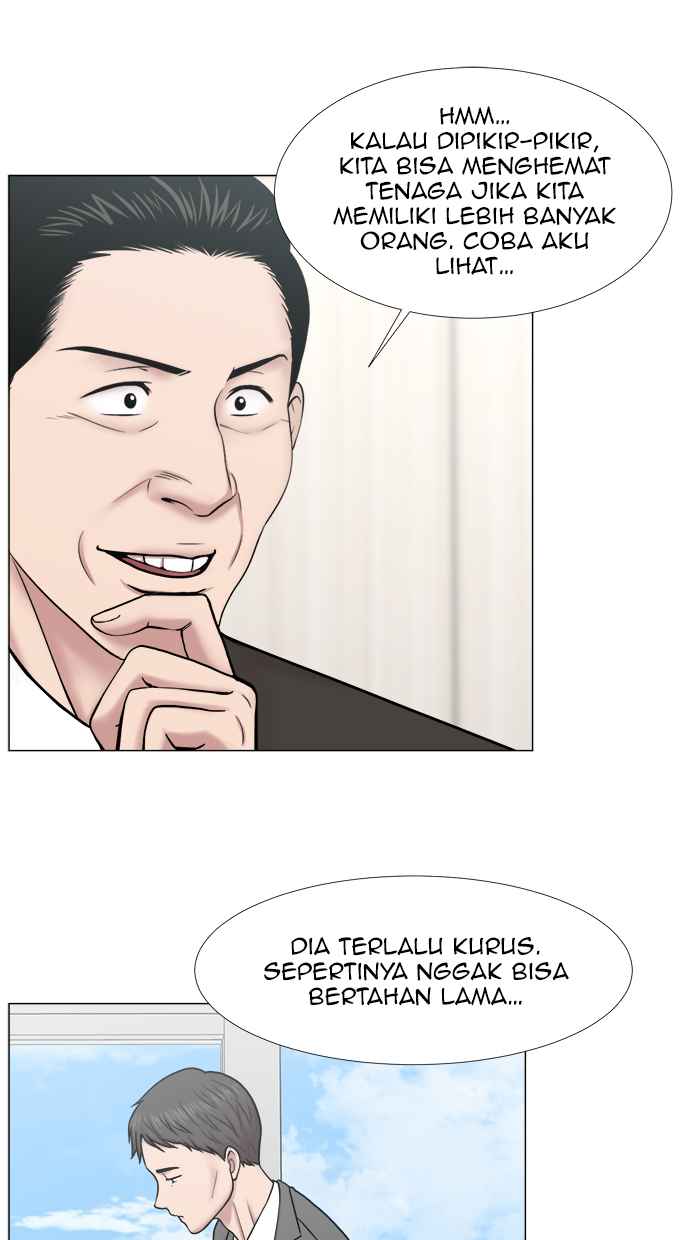 HMM...
KALAU DIPIKIR-PIKIR,
KITA BISA MENGHEMAT
TENAGA JIKA KITA
MEMILIKI LEBIH BANYAK
ORANG. COBA AKU
LIHAT...
DIA TERLALU KURUS.
SEPERTINYA NGGAK BISA
BERTAHAN LAMA...